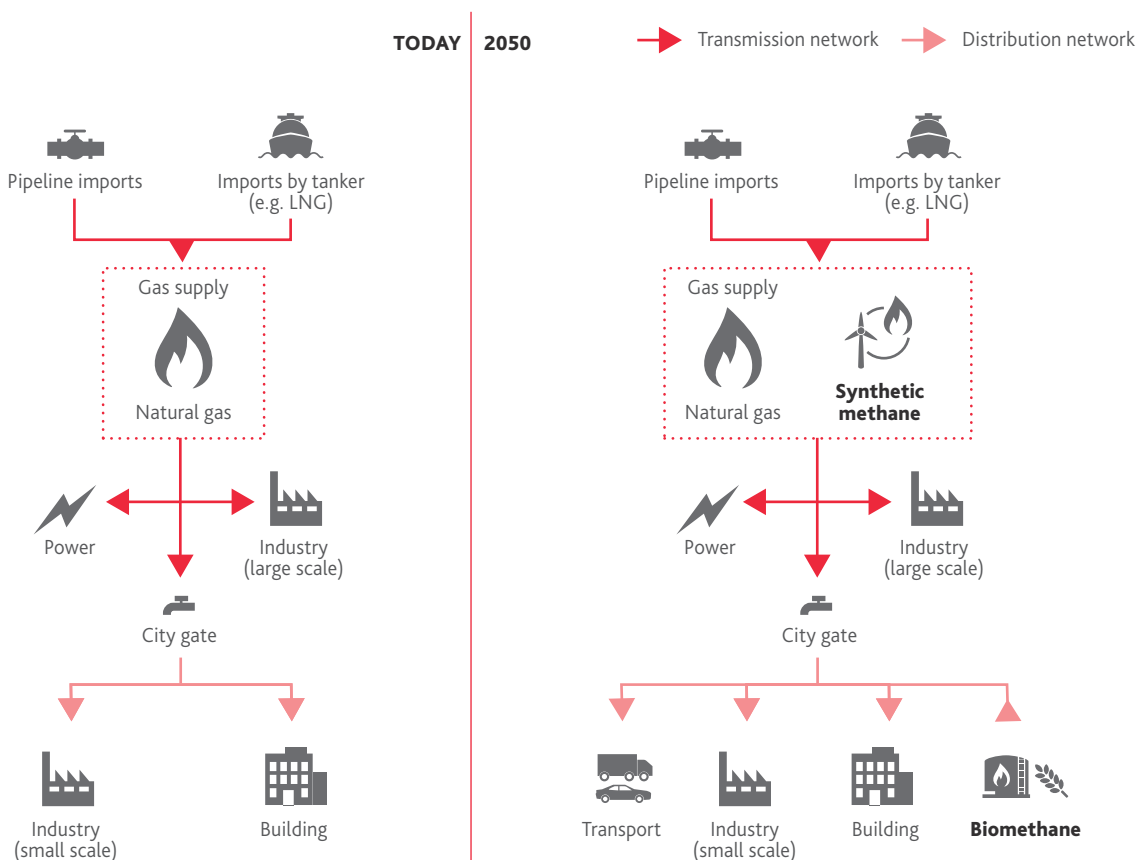 TODAY
2050
Transmission network
Distribution network
Pipeline imports
Imports by tanker
(e.g. LNG)
Gas supply
Natural gas
Power
Industry
(large scale)
City gate
Industry
(small scale)
Building
Pipeline imports
Imports by tanker
(e.g. LNG)
Gas supply
Natural gas
Synthetic
methane
Power
Industry
(large scale)
City gate
Transport
Industry
(small scale)
Building
Biomethane